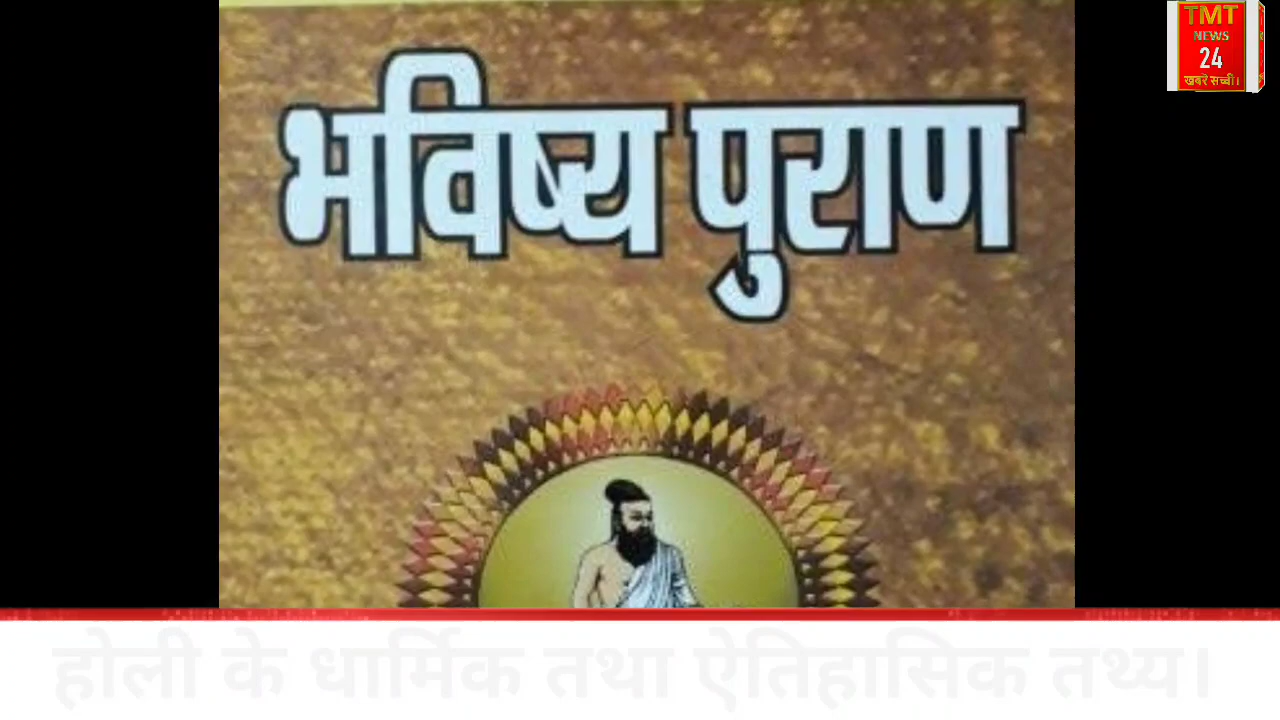 TMT
NEWS
24
खबरें सच्ची।
भविष्य पुराण
होली के धार्मिक तथा ऐतिहासिक तथ्य।